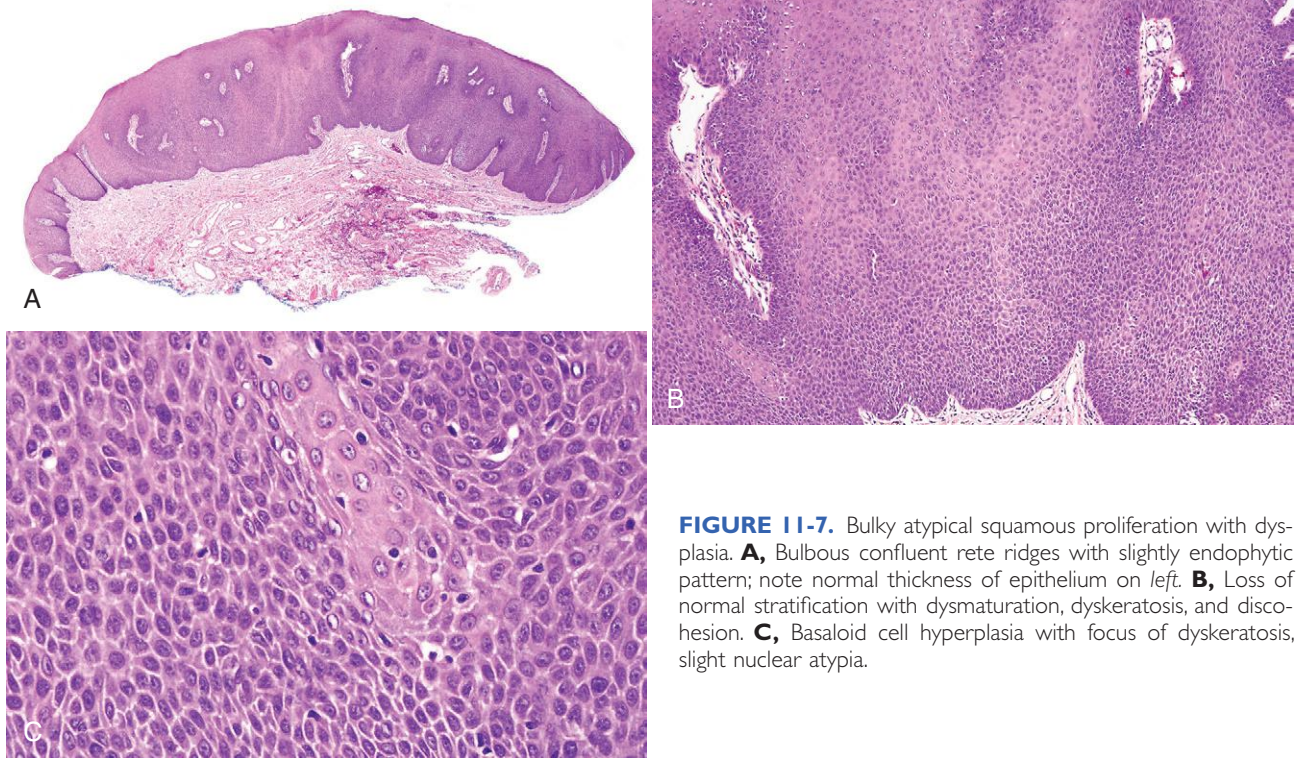 A
B
C
FIGURE 11-7. Bulky atypical squamous proliferation with dys-
plasia. A, Bulbous confluent rete ridges with slightly endophytic
pattern; note normal thickness of epithelium on left. B, Loss of
normal stratification with dysmaturation, dyskeratosis, and disco-
hesion. C, Basaloid cell hyperplasia with focus of dyskeratosis,
slight nuclear atypia.